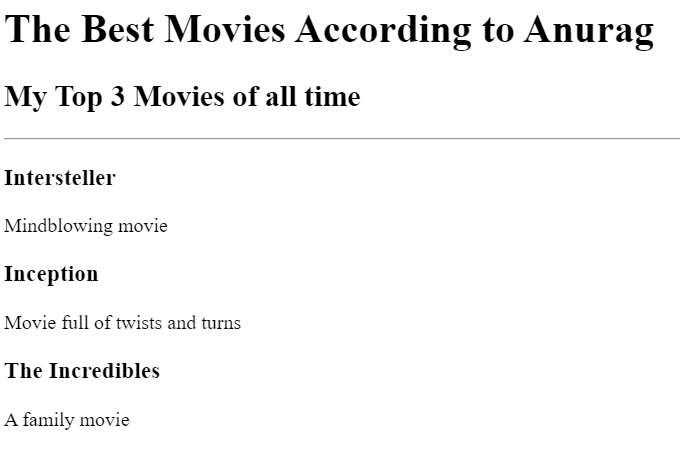 The Best Movies According to Anurag
My Top 3 Movies of all time
Intersteller
Mindblowing movie
Inception
Movie full of twists and turns
The Incredibles
A family movie